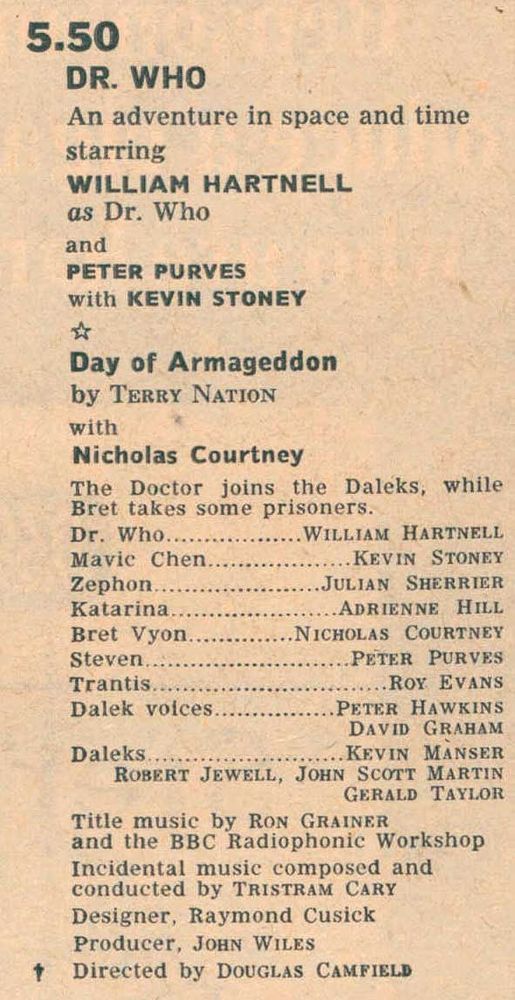 5.50
DR. WHO
An adventure in space and time
starring
WILLIAM HARTNELL
as Dr. Who
and
PETER PURVES
with KEVIN STONEY
☆
Day of Armageddon
by TERRY NATION
with
Nicholas Courtney
The Doctor joins the Daleks, while
Bret takes some prisoners.
Dr. Who..................WILLIAM HARTNELL
Mavic Chen..................KEVIN STONEY
Zephon.....................JULIAN SHERRIER
Katarina.....................ADRIENNE HILL
Bret Vyon.............NICHOLAS COURTNEY
Steven.........................PETER PURVES
Trantis.............................ROY EVANS
Dalek voices...............PETER HAWKINS
DAVID GRAHAM
Daleks........................KEVIN MANSER
ROBERT JEWELL, JOHN SCOTT MARTIN
GERALD TAYLOR
Title music by RON GRAINER
and the BBC Radiophonic Workshop
Incidental music composed and
conducted by TRISTRAM CARY
Designer, Raymond Cusick
Producer, JOHN WILES
† Directed by DOUGLAS CAMFIELD